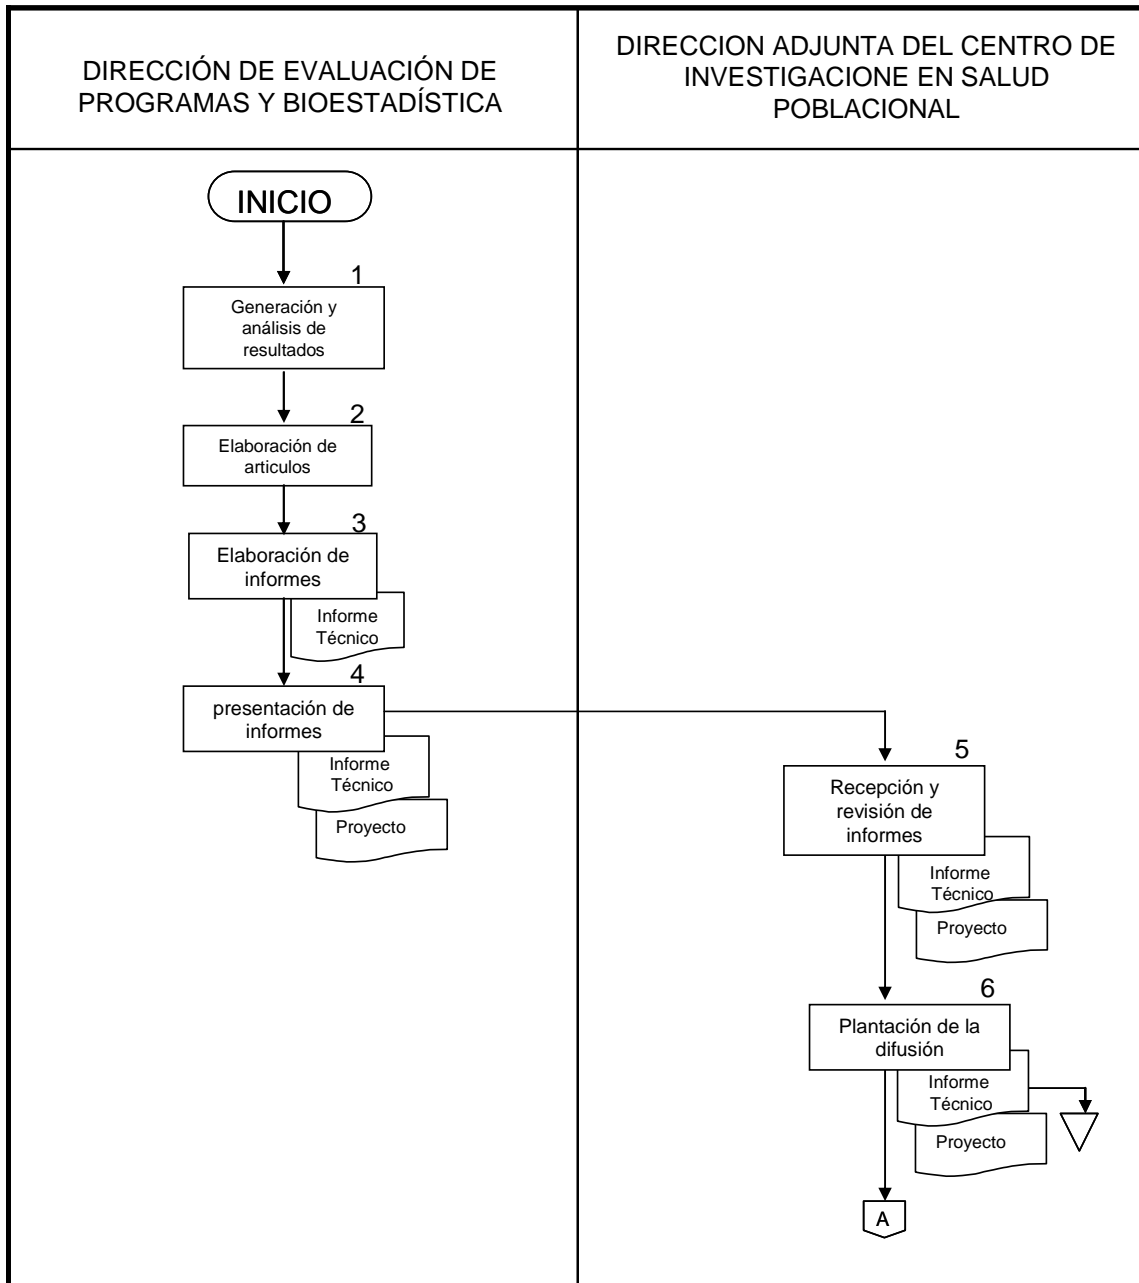 DIRECCIÓN DE EVALUACIÓN DE
PROGRAMAS Y BIOESTADÍSTICA
DIRECCION ADJUNTA DEL CENTRO DE
INVESTIGACIONE EN SALUD
POBLACIONAL
INICIO
1
Generación y
análisis de
resultados
2
Elaboración de
articulos
3
Elaboración de
informes
Informe
Técnico
4
presentación de
informes
Informe
Técnico
Proyecto
5
Recepción y
revisión de
informes
Informe
Técnico
Proyecto
6
Plantación de la
difusión
Informe
Técnico
Proyecto
A